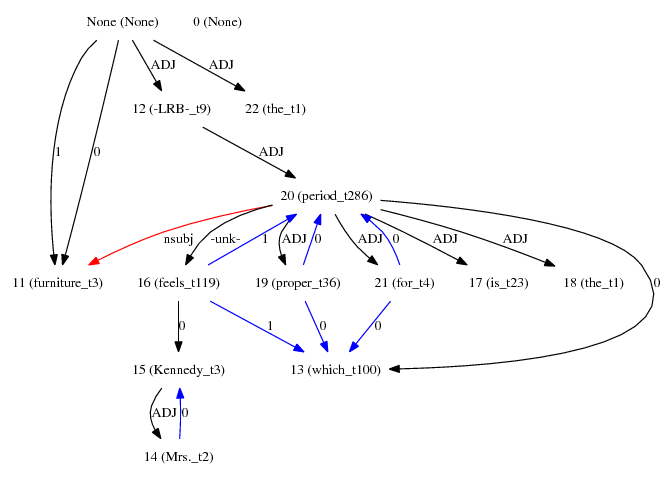 None (None) 0 (None)
ADJ ADJ
12 (-LRB-_t9) 22 (the_t1)
1 0 ADJ
20 (period_t286)
nsubj -unk- 1 ADJ 0 ADJ 0 ADJ ADJ
11 (furniture_t3) 16 (feels_t119) 19 (proper_t36) 21 (for_t4) 17 (is_t23) 18 (the_t1) 0
0 1 0 0
15 (Kennedy_t3) 13 (which_t100)
ADJ 0
14 (Mrs._t2)